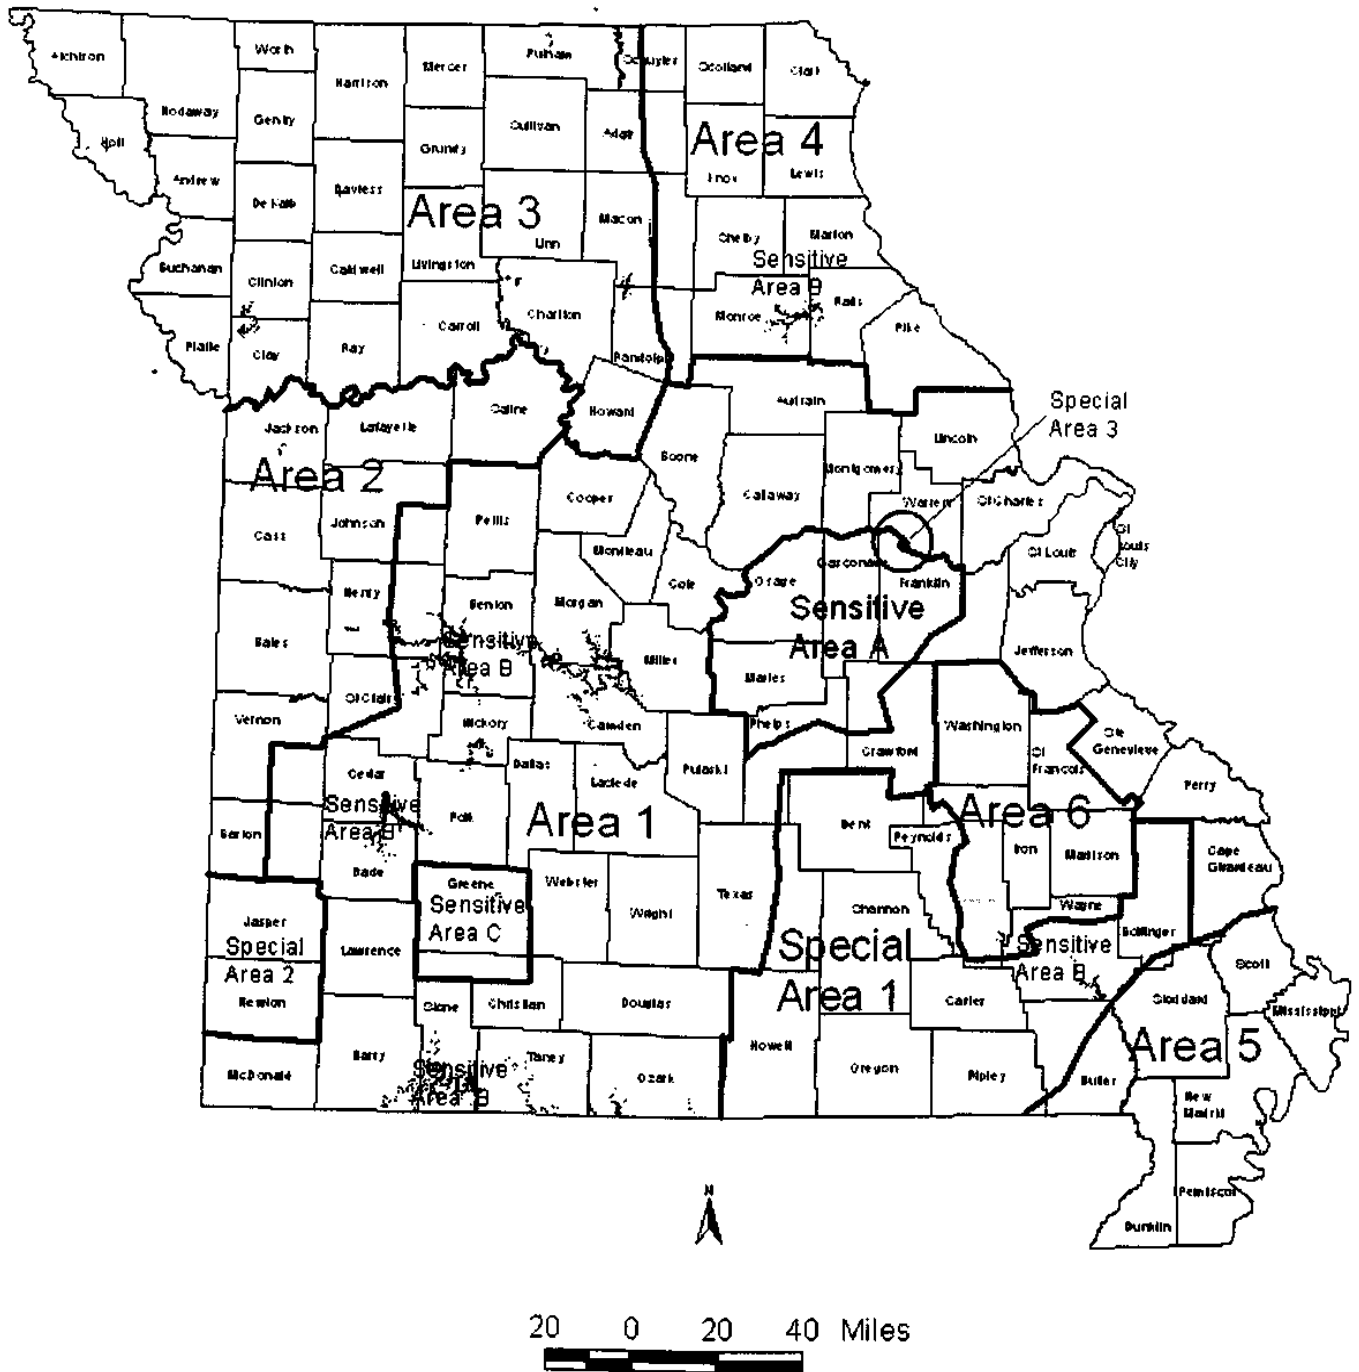 Worth
Putnam
Mercer
Harrison
Scotland
Clark
Nodaway
Gentry
Sullivan
Adair
Area 4
Holt
Grundy
Knox
Lewis
Andrew
De Kalb
Daviess
Area 3
Macon
Linn
Shelby
Marion
Buchanan
Clinton
Caldwell
Livingston
Sensitive
Area B
Ralls
Chariton
Monroe
Carroll
Pike
Platte
Clay
Ray
Randolph
Saline
Howard
Audrain
Special
Area 3
Jackson
Lafayette
Lincoln
Boone
Area 2
Montgomery
Callaway
Cooper
Warren
St Charles
Johnson
Pettis
Cass
Moniteau
St
Louis
City
St Louis
Gasconade
Osage
Franklin
Cole
Henry
Benton
Morgan
Sensitive
Area A
Bates
Sensitive
Area B
Miller
Jefferson
Maries
St Clair
Vernon
Hickory
Camden
Phelps
Washington
Ste
Genevieve
Crawford
St
Francois
Cedar
Dallas
Laclede
Pulaski
Perry
Sensitive
Area B
Polk
Area 1
Area 6
Barton
Dent
Reynolds
Iron
Madison
Cape
Girardeau
Dade
Greene
Webster
Texas
Sensitive
Area C
Wright
Shannon
Wayne
Jasper
Special
Area 2
Lawrence
Special
Area 1
Sensitive
Area B
Bollinger
Scott
Newton
Stone
Christian
Douglas
Carter
Stoddard
Mississippi
Barry
Taney
Howell
Area 5
McDonald
Sensitive
Area B
Ozark
Oregon
Ripley
Butler
New
Madrid
N
Pemiscot
Dunklin
20 0 20 40 Miles